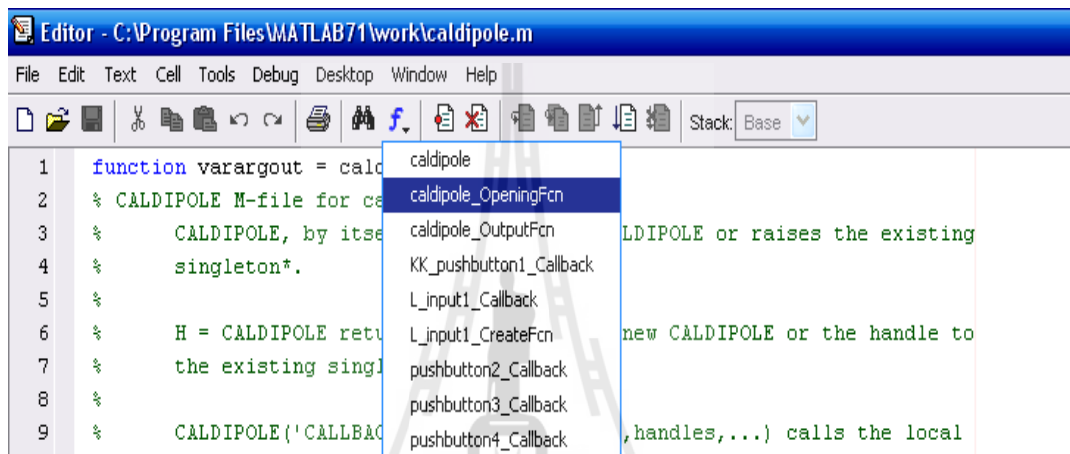 Editor - C:\Program Files\MATLAB71\work\caldipole.m
File Edit Text Cell Tools Debug Desktop Window Help
Stack: Base
1 function varargout = cald
2 % CALDIPOLE M-file for ca
3 % CALDIPOLE, by itse LDIPOLE or raises the existing
4 % singleton*.
5 %
6 % H = CALDIPOLE retu new CALDIPOLE or the handle to
7 % the existing singl
8 %
9 % CALDIPOLE('CALLBAC ,handles,...) calls the local
caldipole
caldipole_OpeningFcn
caldipole_OutputFcn
KK_pushbutton1_Callback
L_input1_Callback
L_input1_CreateFcn
pushbutton2_Callback
pushbutton3_Callback
pushbutton4_Callback